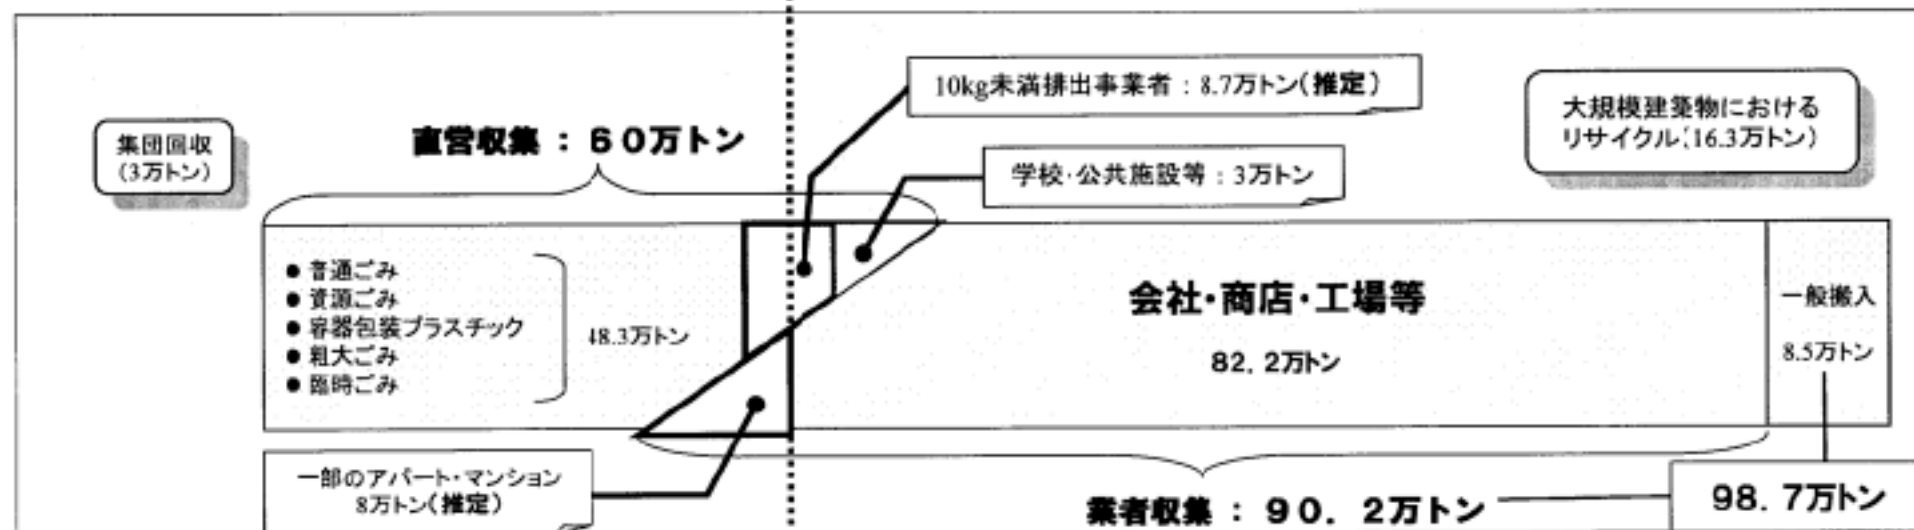 10kg未満排出事業者：8.7万トン(推定)
大規模建築物における
リサイクル(16.3万トン)
集団回収
(3万トン)
直営収集：60万トン
学校・公共施設等：3万トン
● 普通ごみ
● 資源ごみ
● 容器包装プラスチック
● 粗大ごみ
● 臨時ごみ
48.3万トン
会社・商店・工場等
82.2万トン
一般搬入
8.5万トン
一部のアパート・マンション
8万トン(推定)
業者収集：90.2万トン
98.7万トン